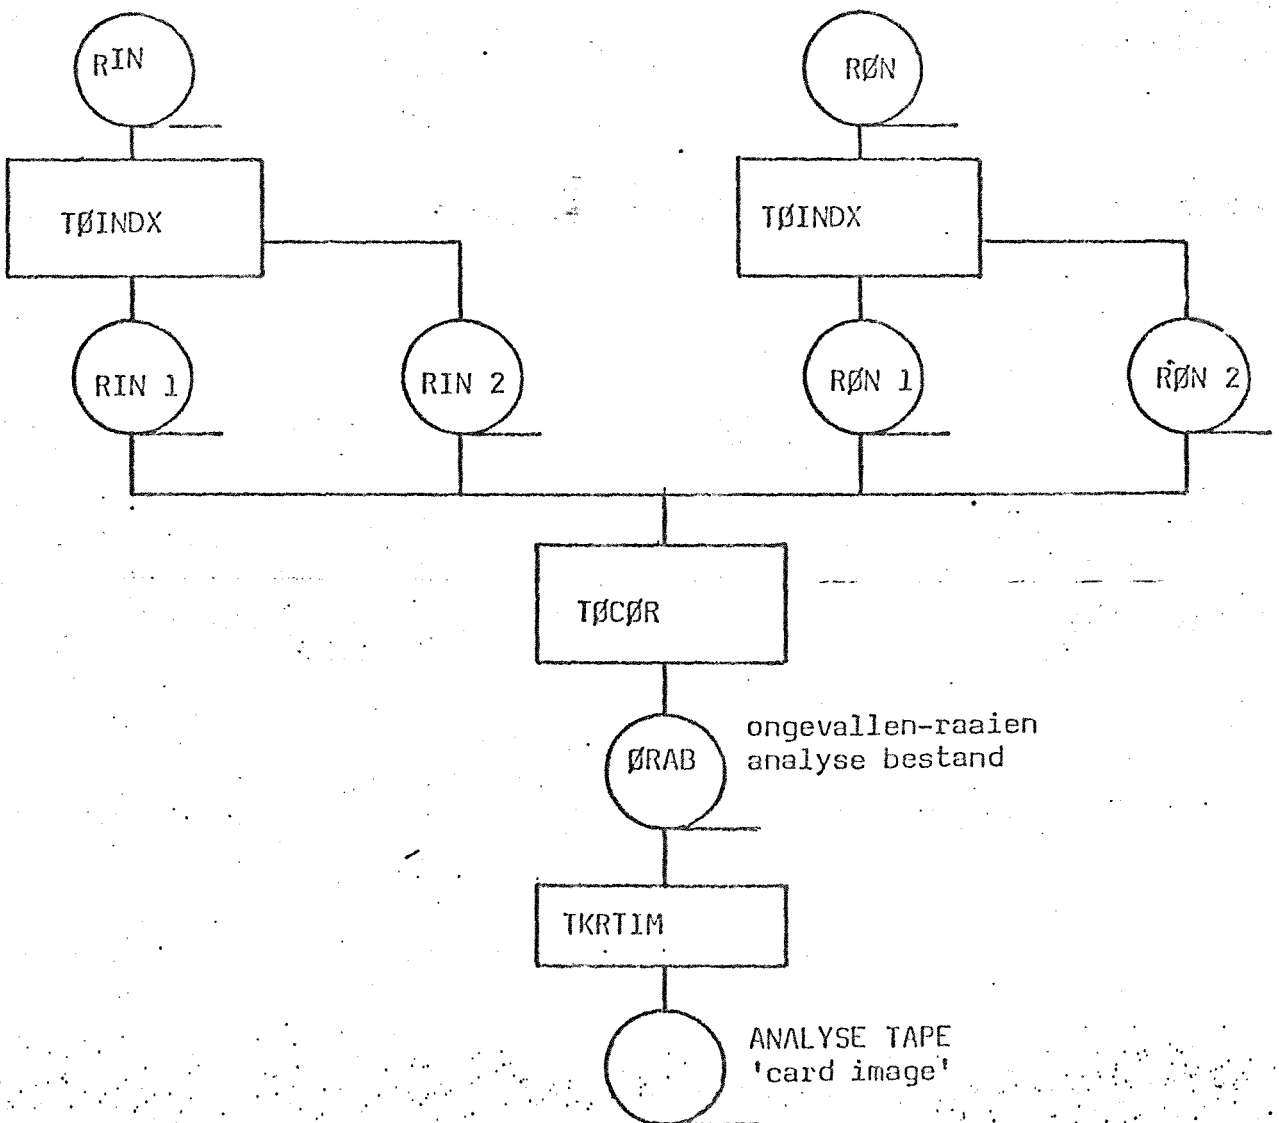 RIN
RØN
TØINDX
TØINDX
RIN 1
RIN 2
RØN 1
RØN 2
TØCØR
ØRAB
ongevallen-raaien
analyse bestand
TKRTIM
ANALYSE TAPE
'card image'